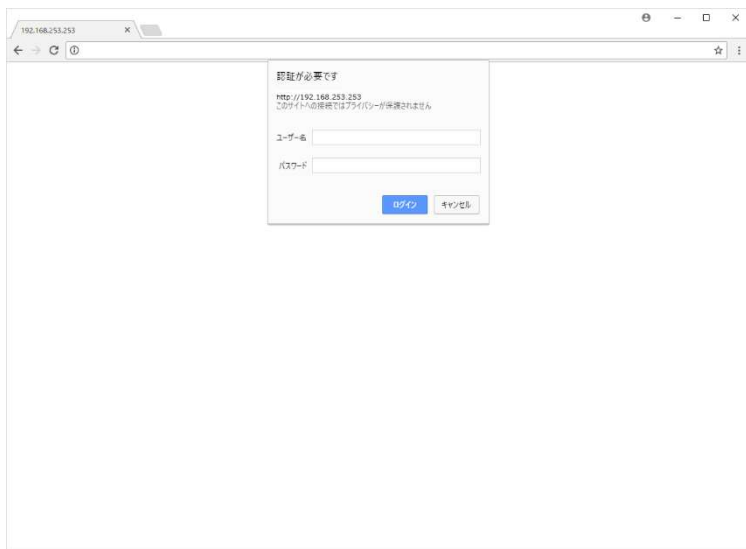 192.168.253.253
認証が必要です
http://192.168.253.253
このサイトへの接続ではプライバシーが保護されません
ユーザー名
パスワード
ログイン
キャンセル